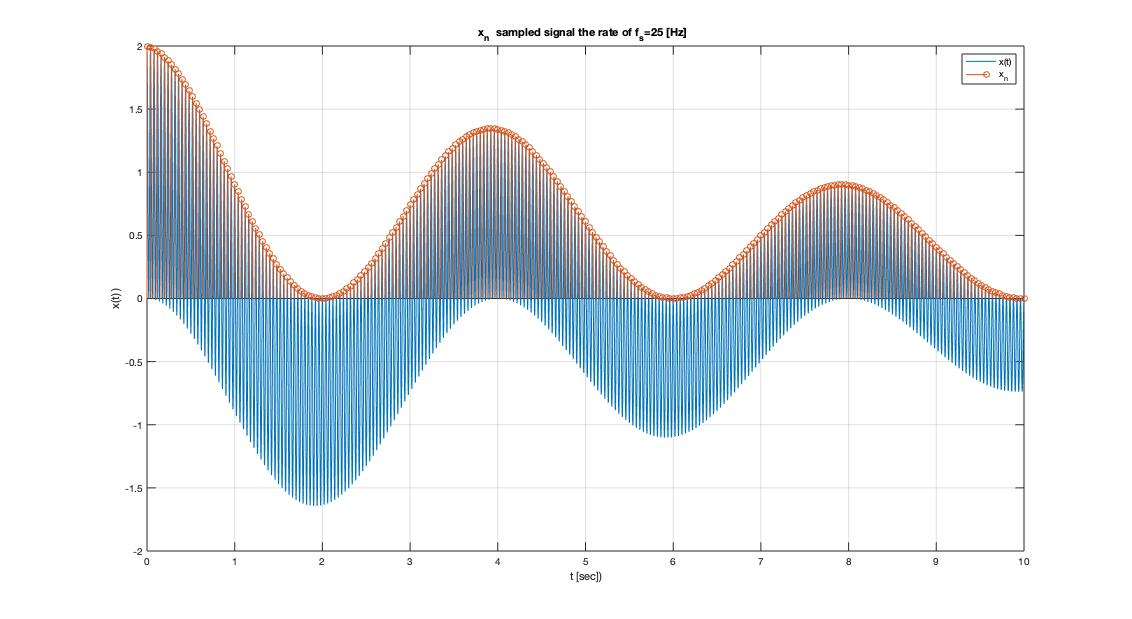 xn sampled signal the rate of fs=25 [Hz]
x(t)
xn
2
1.5
1
0.5
0
-0.5
-1
-1.5
-2
x(t) )
0 1 2 3 4 5 6 7 8 9 10
t [sec])